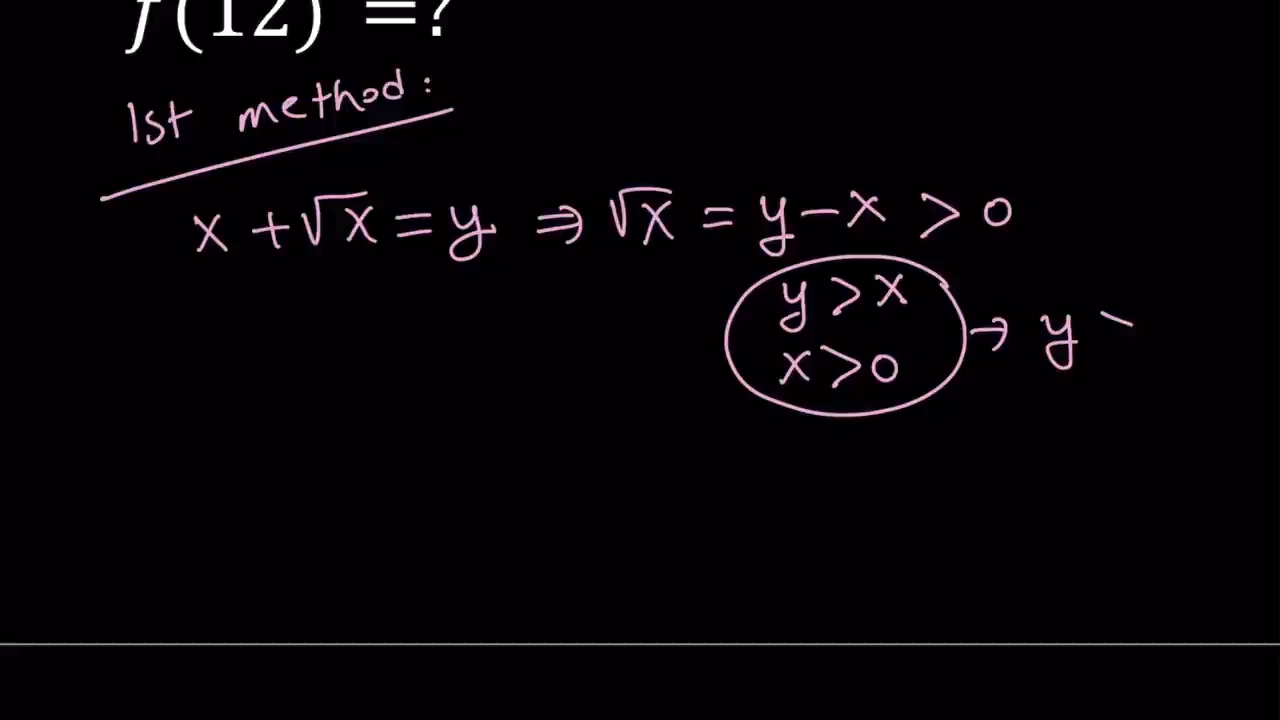 f(12) =?
1st method:
x + √x = y ⇒ √x = y - x > 0
y > x
x > 0
→ y